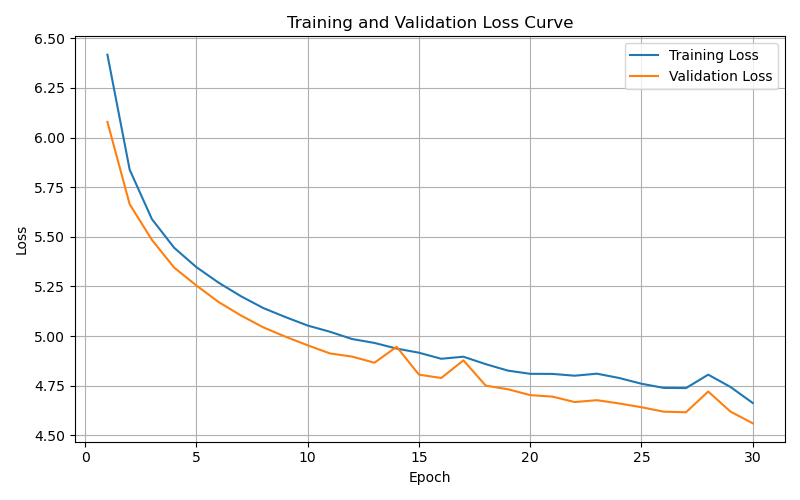 Training and Validation Loss Curve
Training Loss
Validation Loss
6.50
6.25
6.00
5.75
5.50
5.25
5.00
4.75
4.50
Loss
0 5 10 15 20 25 30
Epoch